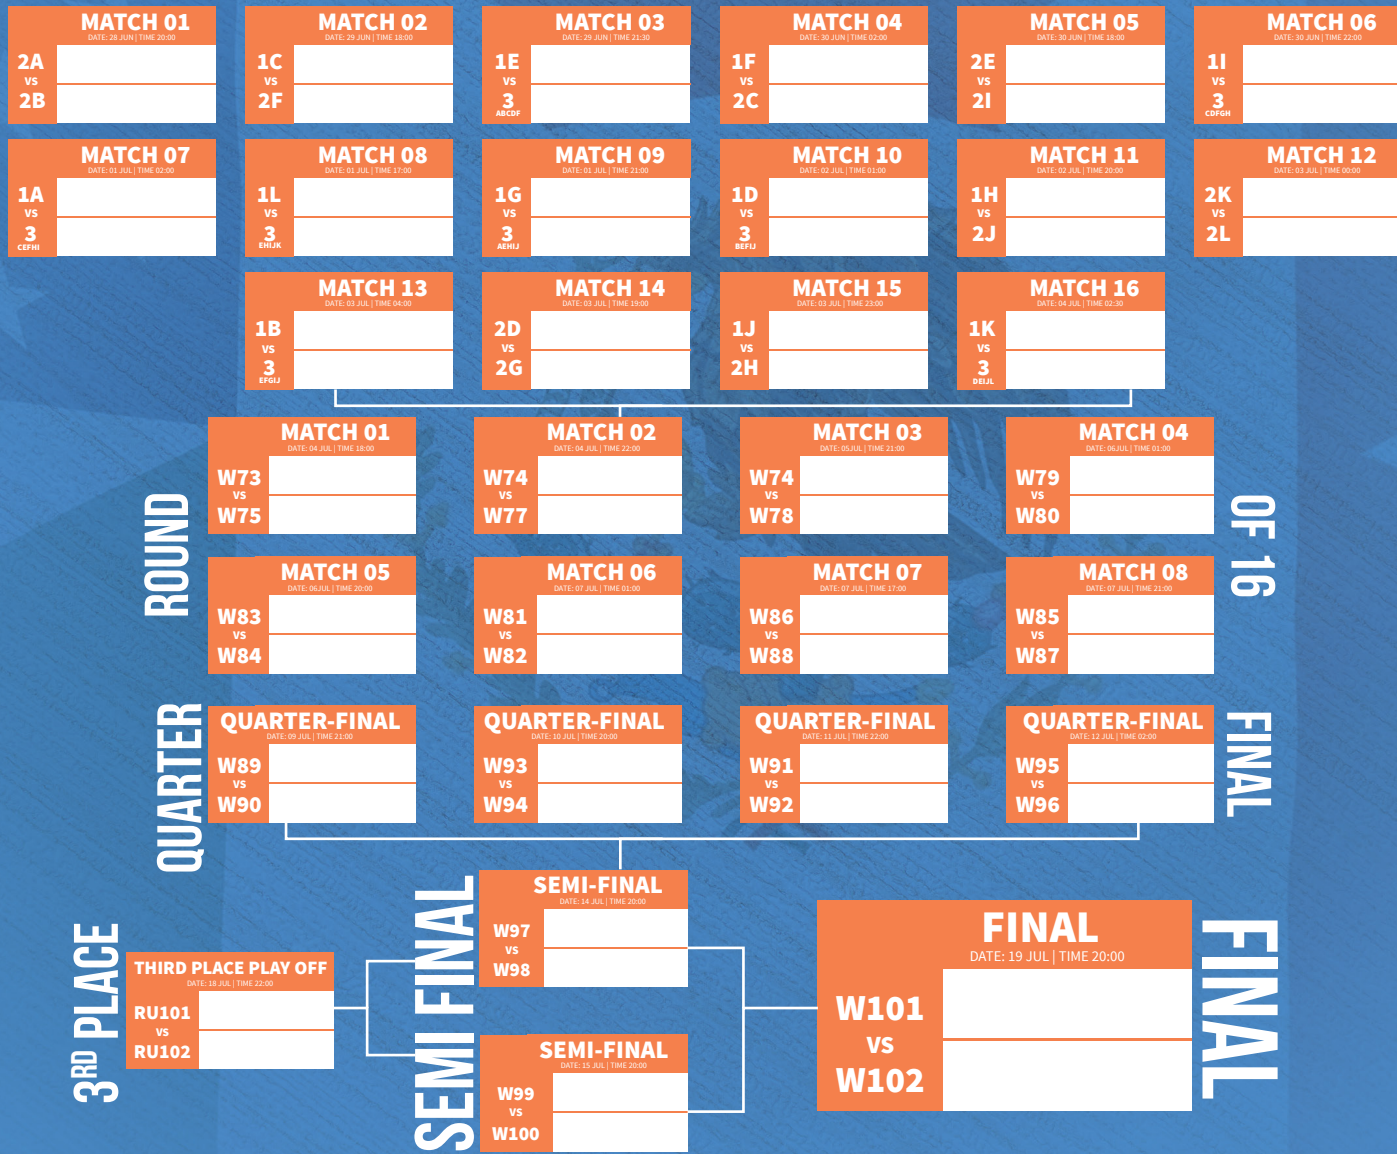 MATCH 01
DATE: 28 JUN | TIME 20:00
2A
VS
2B
MATCH 02
DATE: 29 JUN | TIME 18:00
1C
VS
2F
MATCH 03
DATE: 29 JUN | TIME 21:30
1E
VS
3
ABCDF
MATCH 04
DATE: 30 JUN | TIME 02:00
1F
VS
2C
MATCH 05
DATE: 30 JUN | TIME 18:00
2E
VS
2I
MATCH 06
DATE: 30 JUN | TIME 22:00
1I
VS
3
CDFGH
MATCH 07
DATE: 01 JUL | TIME 02:00
1A
VS
3
CEFHI
MATCH 08
DATE: 01 JUL | TIME 17:00
1L
VS
3
EHIJK
MATCH 09
DATE: 01 JUL | TIME 21:00
1G
VS
3
AEHIJ
MATCH 10
DATE: 02 JUL | TIME 01:00
1D
VS
3
BEFIJ
MATCH 11
DATE: 02 JUL | TIME 20:00
1H
VS
2J
MATCH 12
DATE: 03 JUL | TIME 00:00
2K
VS
2L
MATCH 13
DATE: 03 JUL | TIME 04:00
1B
VS
3
EFGIJ
MATCH 14
DATE: 03 JUL | TIME 19:00
2D
VS
2G
MATCH 15
DATE: 03 JUL | TIME 23:00
1J
VS
2H
MATCH 16
DATE: 04 JUL | TIME 02:30
1K
VS
3
DEIJL
ROUND
OF 16
MATCH 01
DATE: 04 JUL | TIME 18:00
W73
VS
W75
MATCH 02
DATE: 04 JUL | TIME 22:00
W74
VS
W77
MATCH 03
DATE: 05JUL | TIME 21:00
W74
VS
W78
MATCH 04
DATE: 06JUL | TIME 01:00
W79
VS
W80
MATCH 05
DATE: 06JUL | TIME 20:00
W83
VS
W84
MATCH 06
DATE: 07 JUL | TIME 01:00
W81
VS
W82
MATCH 07
DATE: 07 JUL | TIME 17:00
W86
VS
W88
MATCH 08
DATE: 07 JUL | TIME 21:00
W85
VS
W87
QUARTER
FINAL
QUARTER-FINAL
DATE: 09 JUL | TIME 21:00
W89
VS
W90
QUARTER-FINAL
DATE: 10 JUL | TIME 20:00
W93
VS
W94
QUARTER-FINAL
DATE: 11 JUL | TIME 22:00
W91
VS
W92
QUARTER-FINAL
DATE: 12 JUL | TIME 02:00
W95
VS
W96
SEMI FINAL
SEMI-FINAL
DATE: 14 JUL | TIME 20:00
W97
VS
W98
SEMI-FINAL
DATE: 15 JUL | TIME 20:00
W99
VS
W100
3RD PLACE
THIRD PLACE PLAY OFF
DATE: 18 JUL | TIME 22:00
RU101
VS
RU102
FINAL
FINAL
DATE: 19 JUL | TIME 20:00
W101
VS
W102